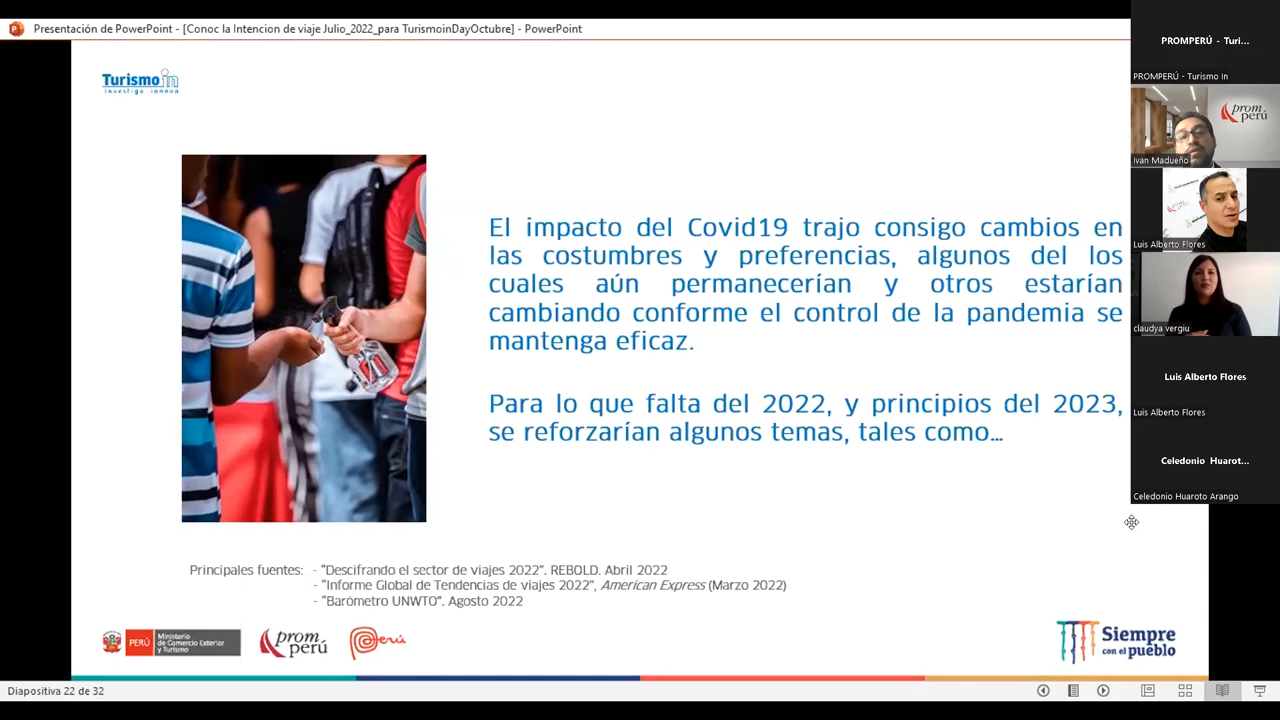 Presentación de PowerPoint - [Conoc la Intencion de viaje Julio_2022_para TurismoinDayOctubre] - PowerPoint
Turismo in
investiga innova
El impacto del Covid19 trajo consigo cambios en
las costumbres y preferencias, algunos del los
cuales aún permanecerían y otros estarían
cambiando conforme el control de la pandemia se
mantenga eficaz.
Para lo que falta del 2022, y principios del 2023,
se reforzarían algunos temas, tales como...
Principales fuentes: - "Descifrando el sector de viajes 2022". REBOLD. Abril 2022
- "Informe Global de Tendencias de viajes 2022", American Express (Marzo 2022)
- "Barómetro UNWTO". Agosto 2022
PERÚ
Ministerio
de Comercio Exterior
y Turismo
prom
perú
Perú
Siempre
con el pueblo
Diapositiva 22 de 32
PROMPERÚ - Turi...
PROMPERÚ - Turismo In
prom
perú
Ivan Madueño
Luis Alberto Flores
claudya vergiu
Luis Alberto Flores
Luis Alberto Flores
Celedonio Huarot...
Celedonio Huaroto Arango